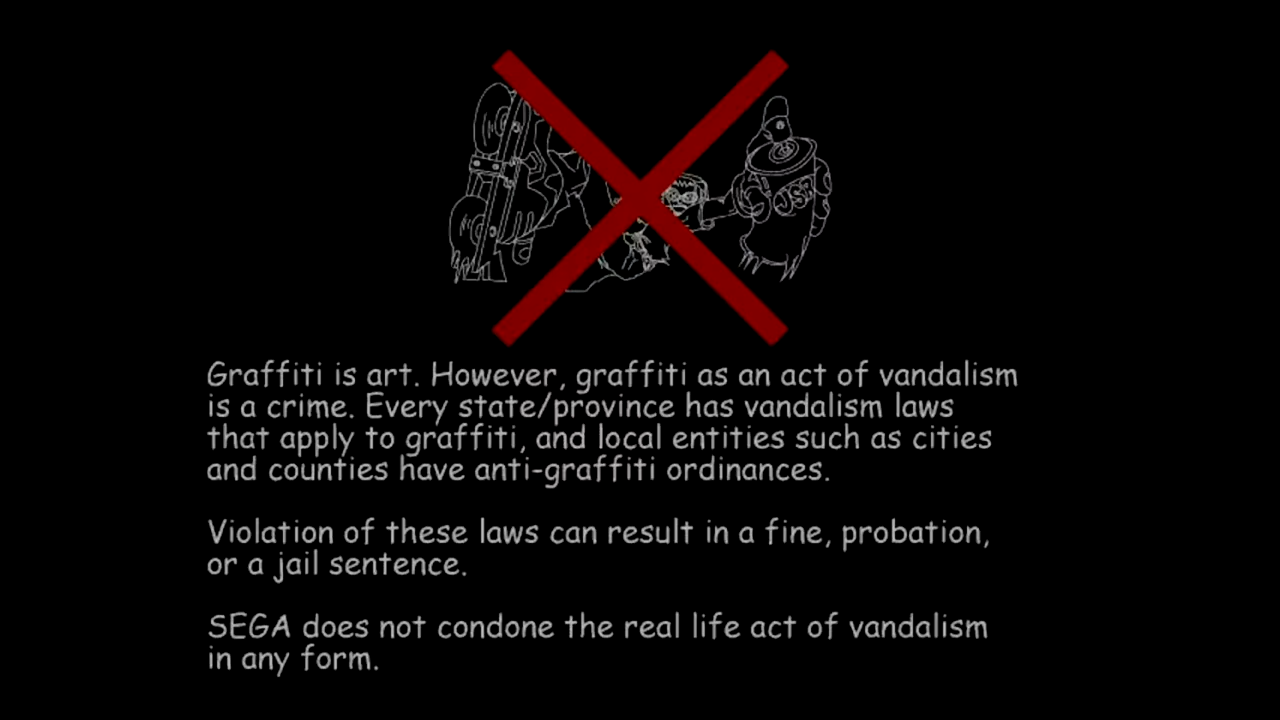 JSR
Graffiti is art. However, graffiti as an act of vandalism
is a crime. Every state/province has vandalism laws
that apply to graffiti, and local entities such as cities
and counties have anti-graffiti ordinances.
Violation of these laws can result in a fine, probation,
or a jail sentence.
SEGA does not condone the real life act of vandalism
in any form.